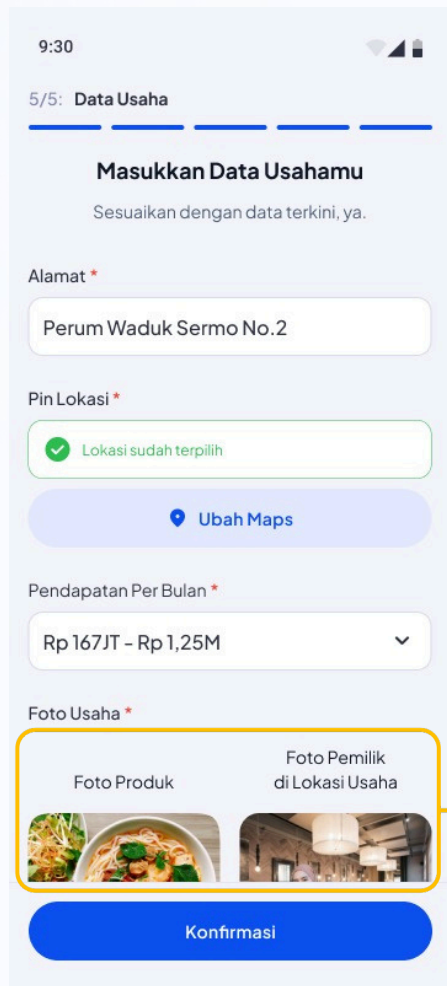 9:30
5/5: Data Usaha
Masukkan Data Usahamu
Sesuaikan dengan data terkini, ya.
Alamat *
Perum Waduk Sermo No.2
Pin Lokasi *
Lokasi sudah terpilih
Ubah Maps
Pendapatan Per Bulan *
Rp 167JT - Rp 1,25M
Foto Usaha *
Foto Produk
Foto Pemilik
di Lokasi Usaha
Konfirmasi